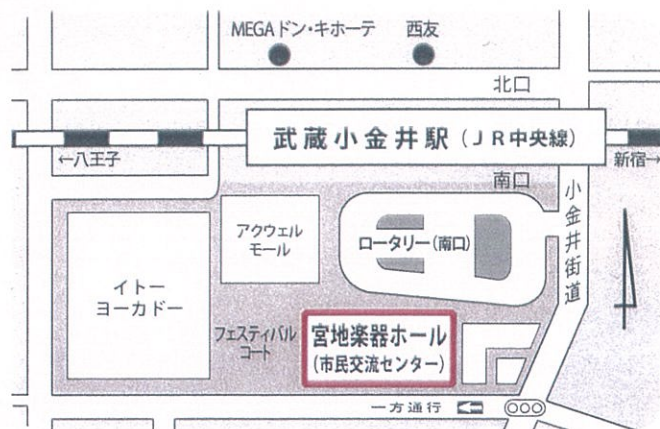 MEGAドン・キホーテ
西友
北口
武蔵小金井駅(JR中央線)
←八王子
新宿→
南口
小金井街道
アクウェル
モール
ロータリー(南口)
イトー
ヨーカドー
フェスティバル
コート
宮地楽器ホール
(市民交流センター)
一方通行